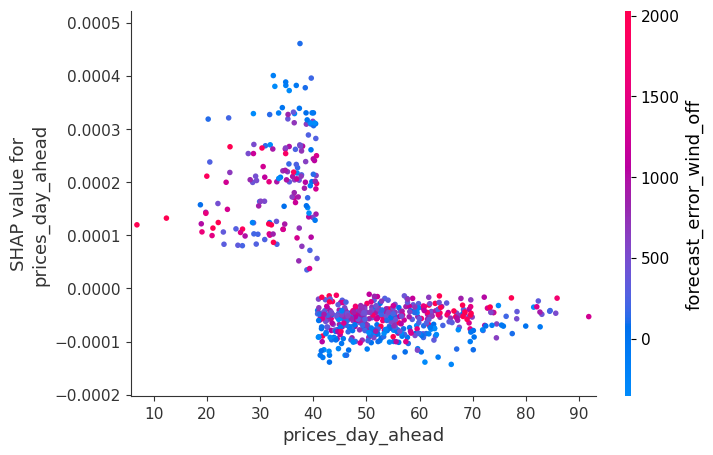 0.0005
0.0004
0.0003
0.0002
0.0001
0.0000
−0.0001
−0.0002
SHAP value for
prices_day_ahead
10 20 30 40 50 60 70 80 90
prices_day_ahead
2000
1500
1000
500
0
forecast_error_wind_off